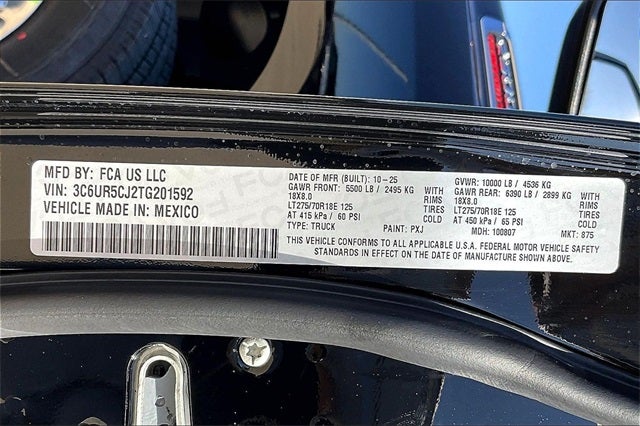 MFD BY: FCA US LLC
VIN: 3C6UR5CJ2TG201592
VEHICLE MADE IN: MEXICO
DATE OF MFR (BUILT): 10-25
GAWR FRONT: 5500 LB / 2495 KG
18X8.0 RIMS
LT275/70R18E 125 TIRES
AT 415 kPa / 60 PSI COLD
TYPE: TRUCK PAINT: PXJ
GVWR: 10000 LB / 4536 KG
GAWR REAR: 6390 LB / 2899 KG
18X8.0 RIMS
LT275/70R18E 125 TIRES
AT 450 kPa / 65 PSI COLD
MDH: 100807 MKT: 875
THIS VEHICLE CONFORMS TO ALL APPLICABLE U.S.A. FEDERAL MOTOR VEHICLE SAFETY
STANDARDS IN EFFECT ON THE DATE OF MANUFACTURE SHOWN ABOVE.